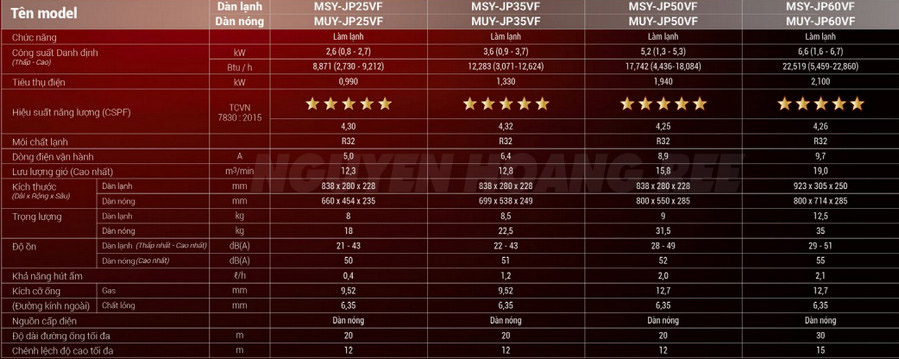 Tên model Dàn lạnh MSY-JP25VF MSY-JP35VF MSY-JP50VF MSY-JP60VF
Dàn nóng MUY-JP25VF MUY-JP35VF MUY-JP50VF MUY-JP60VF
Chức năng Làm lạnh Làm lạnh Làm lạnh Làm lạnh
Công suất Danh định (Thấp - Cao) kW 2,6 (0,8 - 2,7) 3,6 (0,9 - 3,7) 5,2 (1,3 - 5,3) 6,6 (1,6 - 6,7)
Btu / h 8,871 (2,730 - 9,212) 12,283 (3,071-12,624) 17,742 (4,436-18,084) 22,519 (5,459-22,860)
Tiêu thụ điện kW 0,990 1,330 1,940 2,100
Hiệu suất năng lượng (CSPF) TCVN 7830 : 2015
4,30 4,32 4,25 4,26
Môi chất lạnh R32 R32 R32 R32
Dòng điện vận hành A 5,0 6,4 8,9 9,7
Lưu lượng gió (Cao nhất) m³/min 12,3 12,8 15,8 19,0
NGUYEN HOANG REE
Kích thước (Dài x Rộng x Sâu) Dàn lạnh mm 838 x 280 x 228 838 x 280 x 228 838 x 280 x 228 923 x 305 x 250
Dàn nóng mm 660 x 454 x 235 699 x 538 x 249 800 x 550 x 285 800 x 714 x 285
Trọng lượng Dàn lạnh kg 8 8,5 9 12,5
Dàn nóng kg 18 22,5 31,5 35
Độ ồn Dàn lạnh (Thấp nhất - Cao nhất) dB(A) 21 - 43 22 - 43 28 - 49 29 - 51
Dàn nóng (Cao nhất) dB(A) 50 51 52 55
Khả năng hút ẩm ℓ/h 0,4 1,2 2,0 2,1
Kích cỡ ống Gas mm 9,52 9,52 12,7 12,7
(Đường kính ngoài) Chất lỏng mm 6,35 6,35 6,35 6,35
Nguồn cấp điện Dàn nóng Dàn nóng Dàn nóng Dàn nóng
Độ dài đường ống tối đa m 20 20 20 30
Chênh lệch độ cao tối đa m 12 12 12 15